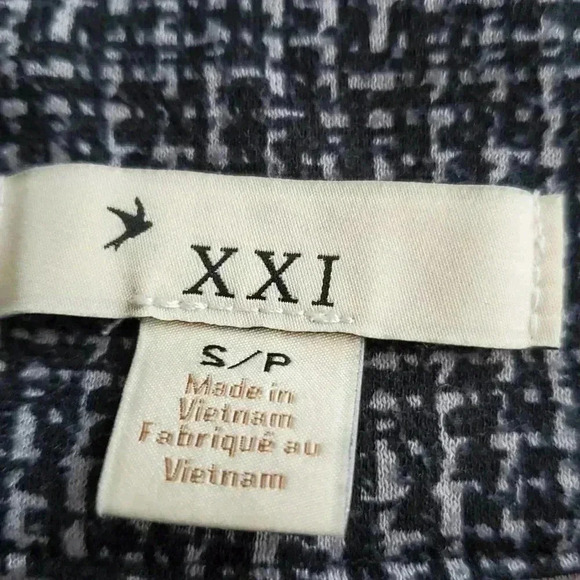 XXI
S/P
Made in
Vietnam
Fabriqué au
Vietnam